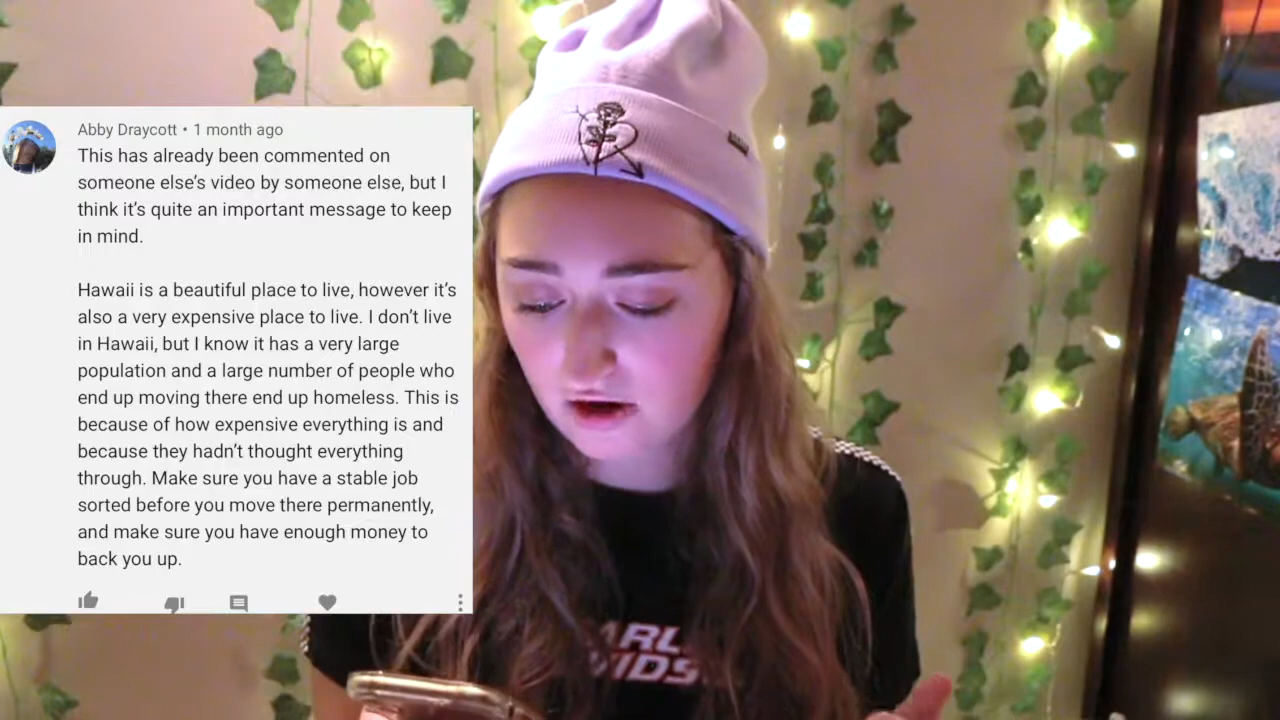 Abby Draycott • 1 month ago
This has already been commented on
someone else's video by someone else, but I
think it's quite an important message to keep
in mind.
Hawaii is a beautiful place to live, however it's
also a very expensive place to live. I don't live
in Hawaii, but I know it has a very large
population and a large number of people who
end up moving there end up homeless. This is
because of how expensive everything is and
because they hadn't thought everything
through. Make sure you have a stable job
sorted before you move there permanently,
and make sure you have enough money to
back you up.
ARL
VIDS